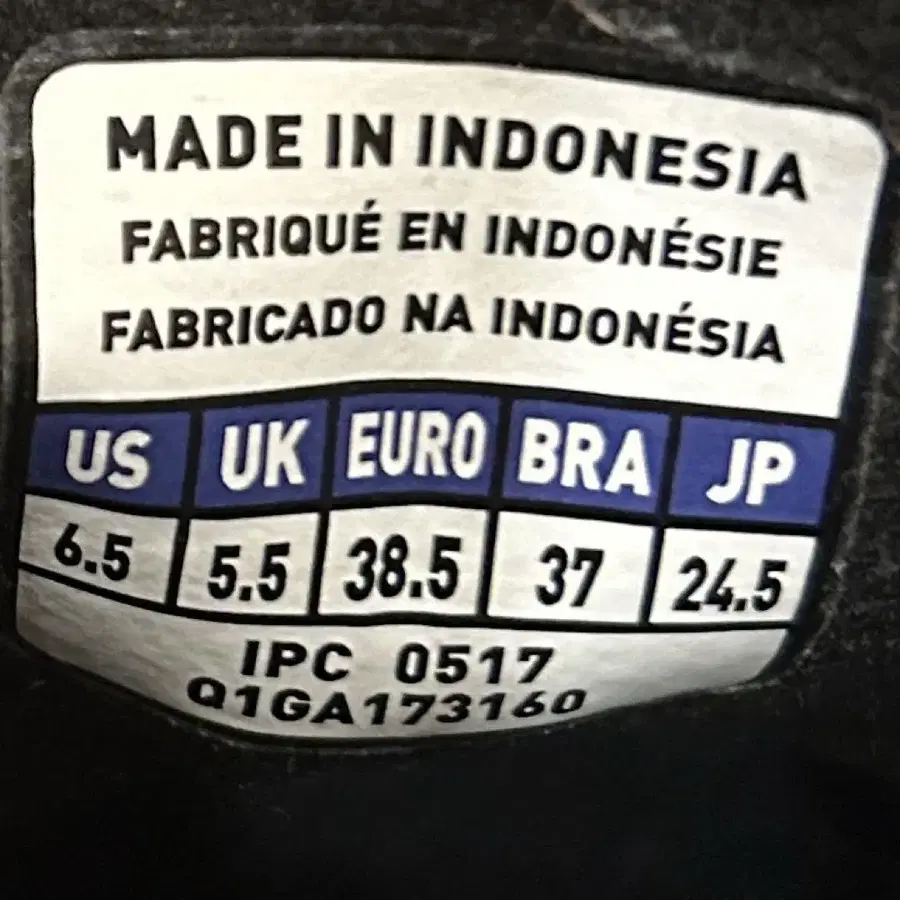 MADE IN INDONESIA
FABRIQUÉ EN INDONÉSIE
FABRICADO NA INDONÉSIA
US UK EURO BRA JP
6.5 5.5 38.5 37 24.5
IPC 0517
Q1GA173160